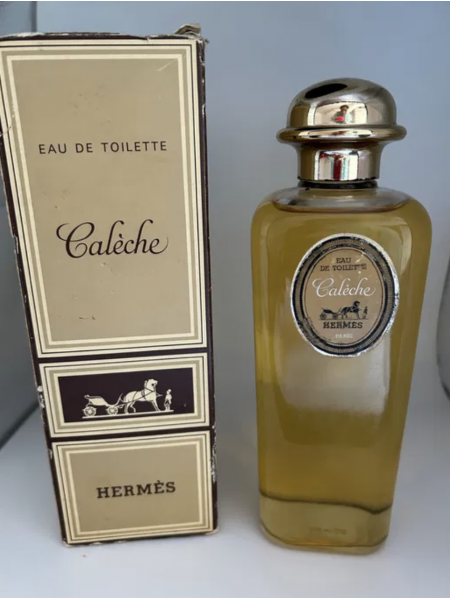 EAU DE TOILETTE
Calèche
HERMÈS
EAU
DE TOILETTE
Calèche
HERMÈS